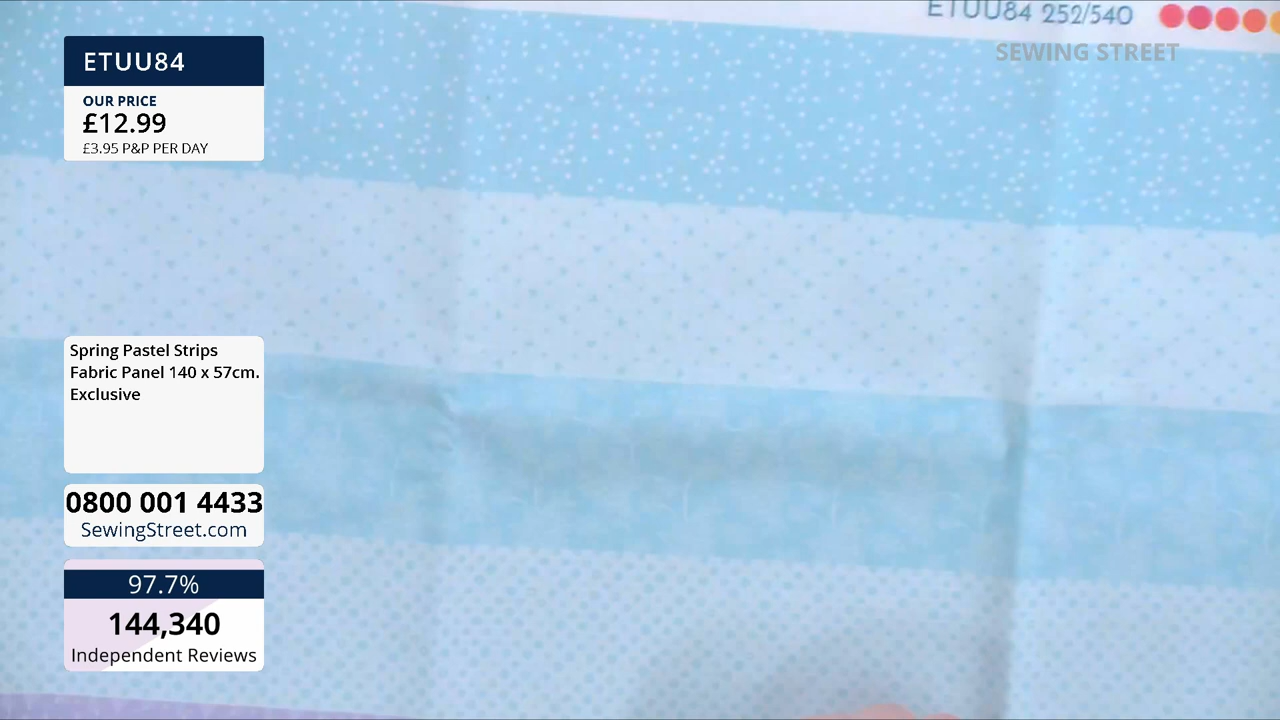 ETUU84 252/540
SEWING STREET
ETUU84
OUR PRICE
£12.99
£3.95 P&P PER DAY
Spring Pastel Strips
Fabric Panel 140 x 57cm.
Exclusive
0800 001 4433
SewingStreet.com
97.7%
144,340
Independent Reviews